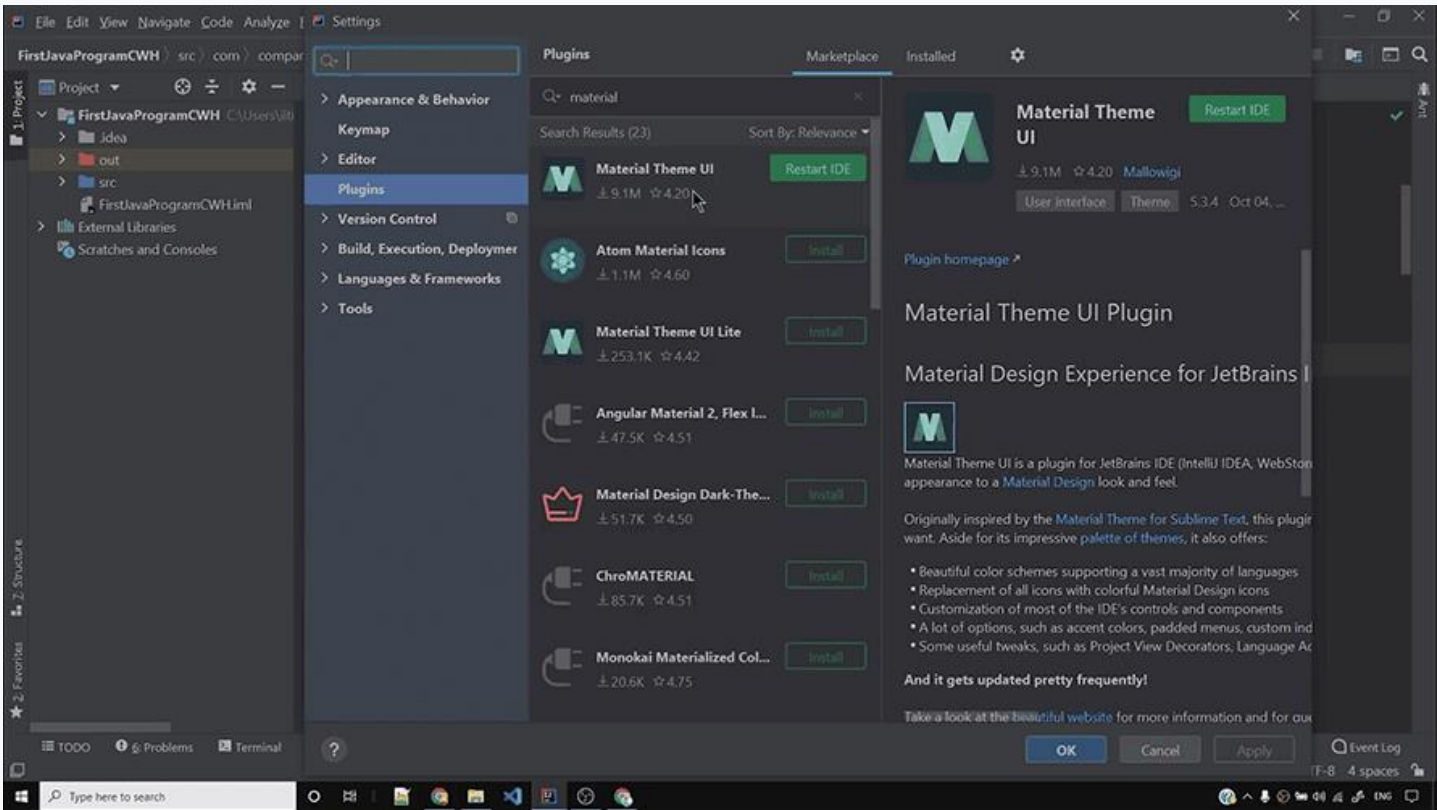 File Edit View Navigate Code Analyze
Settings
FirstJavaProgramCWH src com compar
Project
FirstJavaProgramCWH C:\Users\
.idea
out
src
FirstJavaProgramCWH.iml
External Libraries
Scratches and Consoles
1: Project
Z: Structure
2: Favorites
Appearance & Behavior
Keymap
Editor
Plugins
Version Control
Build, Execution, Deploymer
Languages & Frameworks
Tools
Plugins
Marketplace
Installed
material
Search Results (23) Sort By: Relevance
Material Theme UI Restart IDE
9.1M 4.20
Atom Material Icons Install
1.1M 4.60
Material Theme UI Lite Install
253.1K 4.42
Angular Material 2, Flex l... Install
47.5K 4.51
Material Design Dark-The... Install
51.7K 4.50
ChroMATERIAL Install
85.7K 4.51
Monokai Materialized Col... Install
20.6K 4.75
Material Theme UI
Restart IDE
9.1M 4.20 Mallowigi
User Interface Theme 5.3.4 Oct 04, ...
Plugin homepage
Material Theme UI Plugin
Material Design Experience for JetBrains I
Material Theme UI is a plugin for JetBrains IDE (IntelliJ IDEA, WebStor
appearance to a Material Design look and feel.
Originally inspired by the Material Theme for Sublime Text, this plugir
want. Aside for its impressive palette of themes, it also offers:
• Beautiful color schemes supporting a vast majority of languages
• Replacement of all icons with colorful Material Design icons
• Customization of most of the IDE's controls and components
• A lot of options, such as accent colors, padded menus, custom ind
• Some useful tweaks, such as Project View Decorators, Language Ac
And it gets updated pretty frequently!
Take a look at the beautiful website for more information and for que
Ant
? OK Cancel Apply
TODO 6: Problems Terminal
Event Log
TF-8 4 spaces
Type here to search
ENG